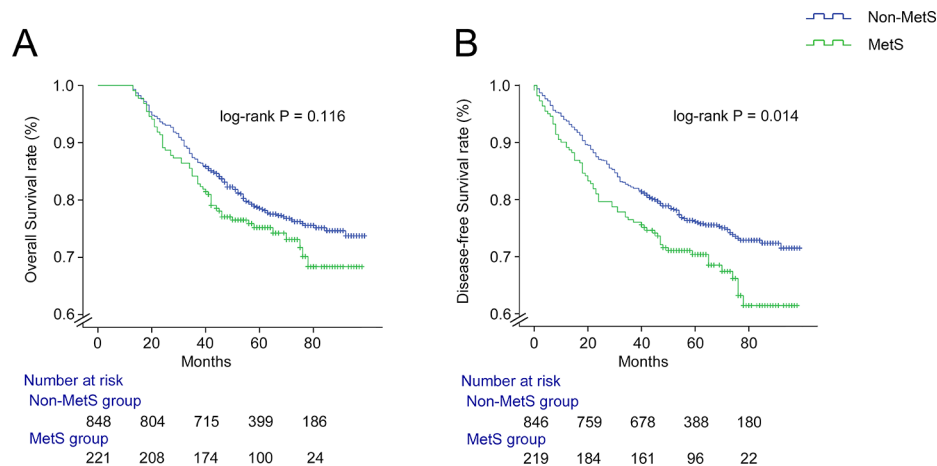 Non-MetS
MetS
A
B
Overall Survival rate (%)
1.0
0.9
0.8
0.7
0.6
log-rank P = 0.116
0 20 40 60 80
Months
Disease-free Survival rate (%)
1.0
0.9
0.8
0.7
0.6
log-rank P = 0.014
0 20 40 60 80
Months
Number at risk
Non-MetS group
848 804 715 399 186
MetS group
221 208 174 100 24
Number at risk
Non-MetS group
846 759 678 388 180
MetS group
219 184 161 96 22